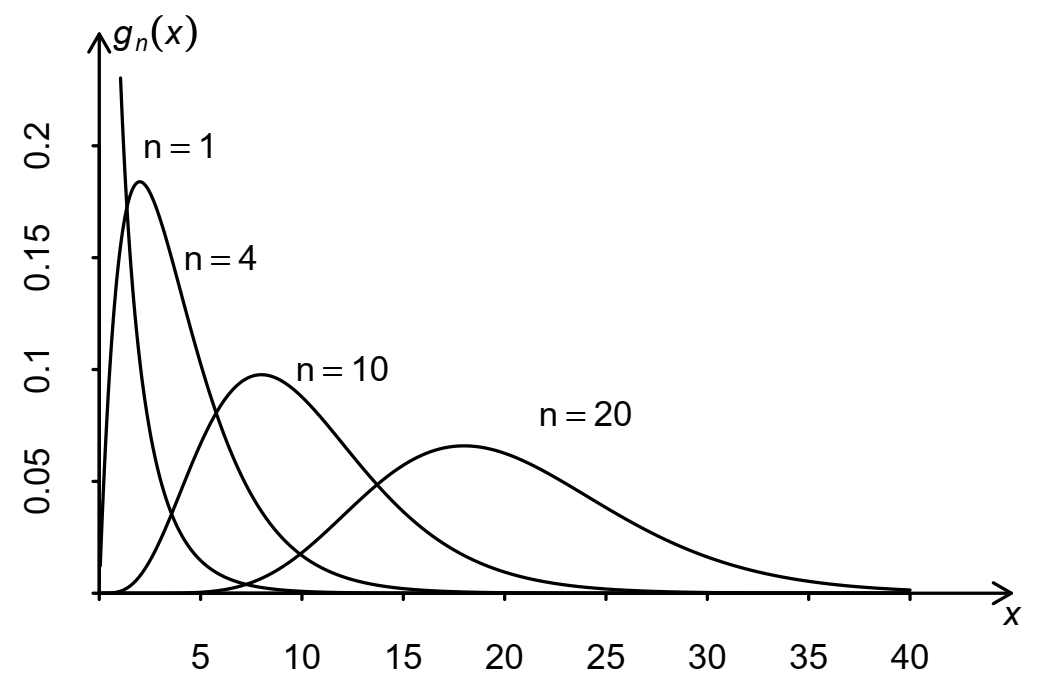 gₙ(x)
0.2
n = 1
0.15
n = 4
0.1
n = 10
n = 20
0.05
x
5 10 15 20 25 30 35 40